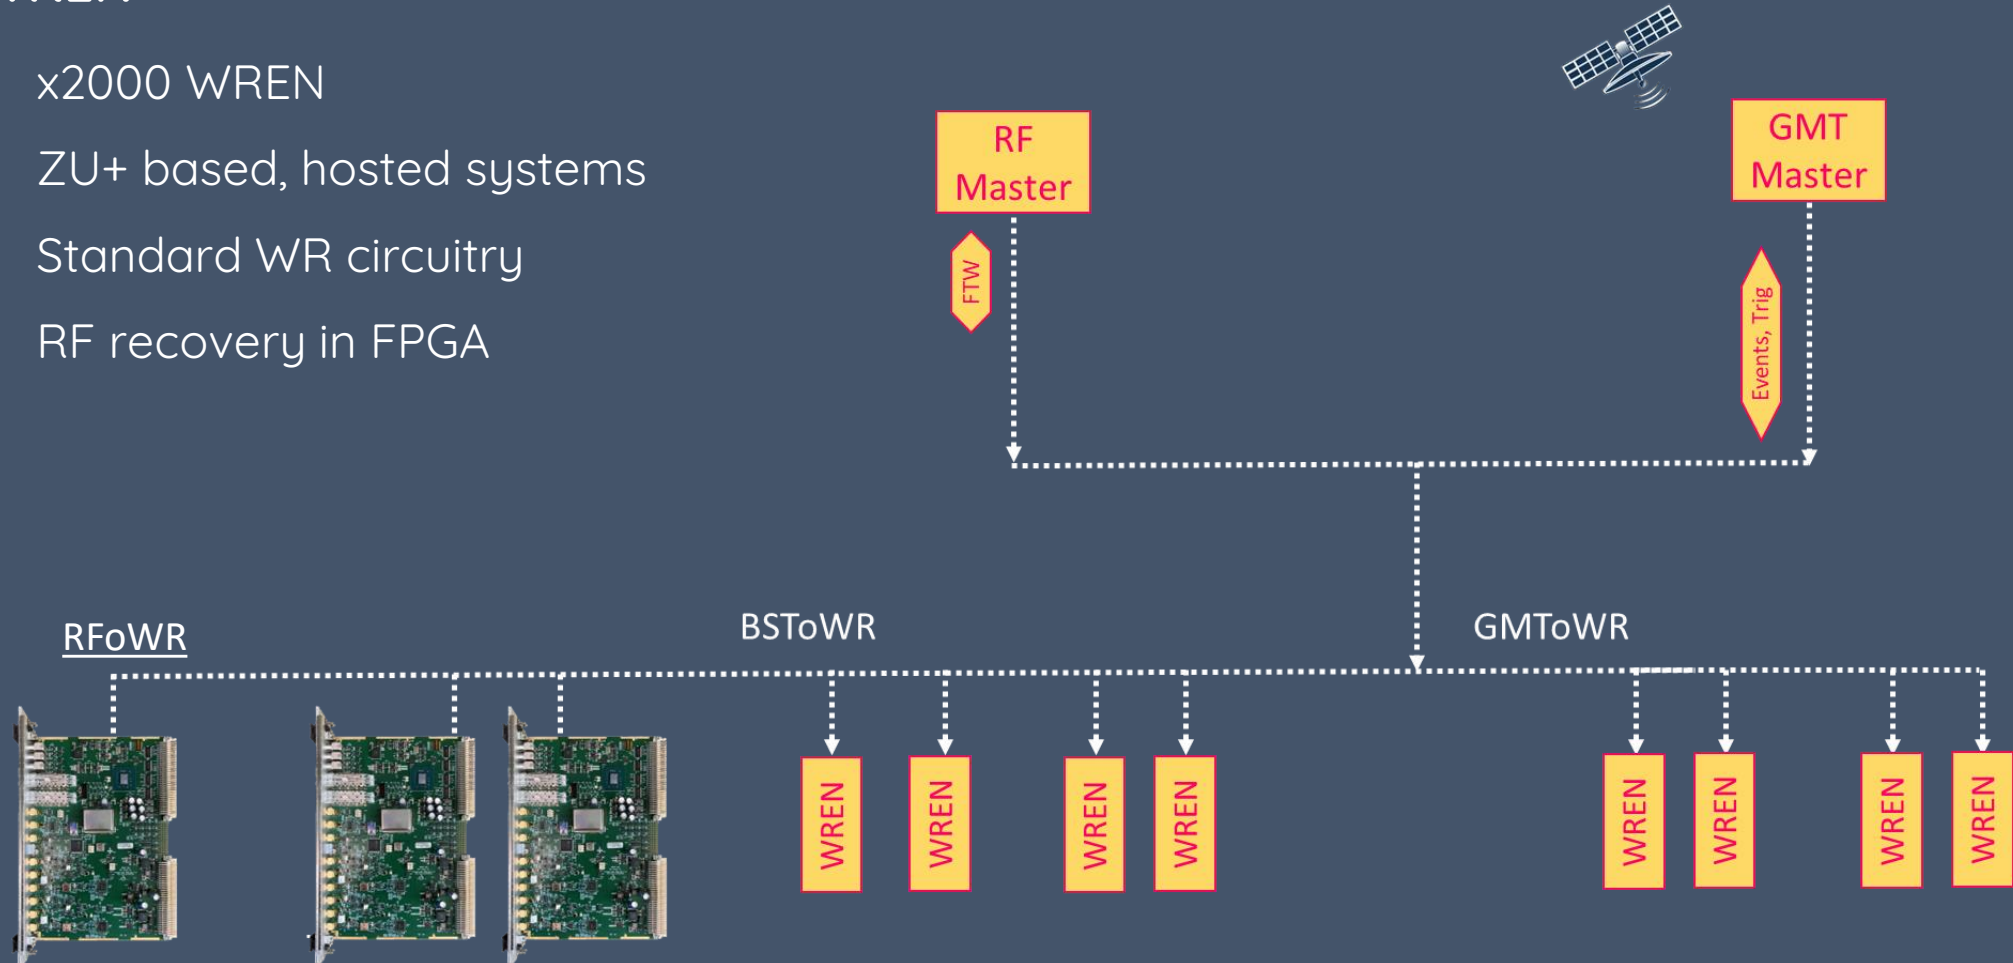 x2000 WREN
ZU+ based, hosted systems
Standard WR circuitry
RF recovery in FPGA
RF
Master
GMT
Master
FTW
Events, Trig
RFoWR
BSToWR
GMToWR
WREN
WREN
WREN
WREN
WREN
WREN
WREN
WREN